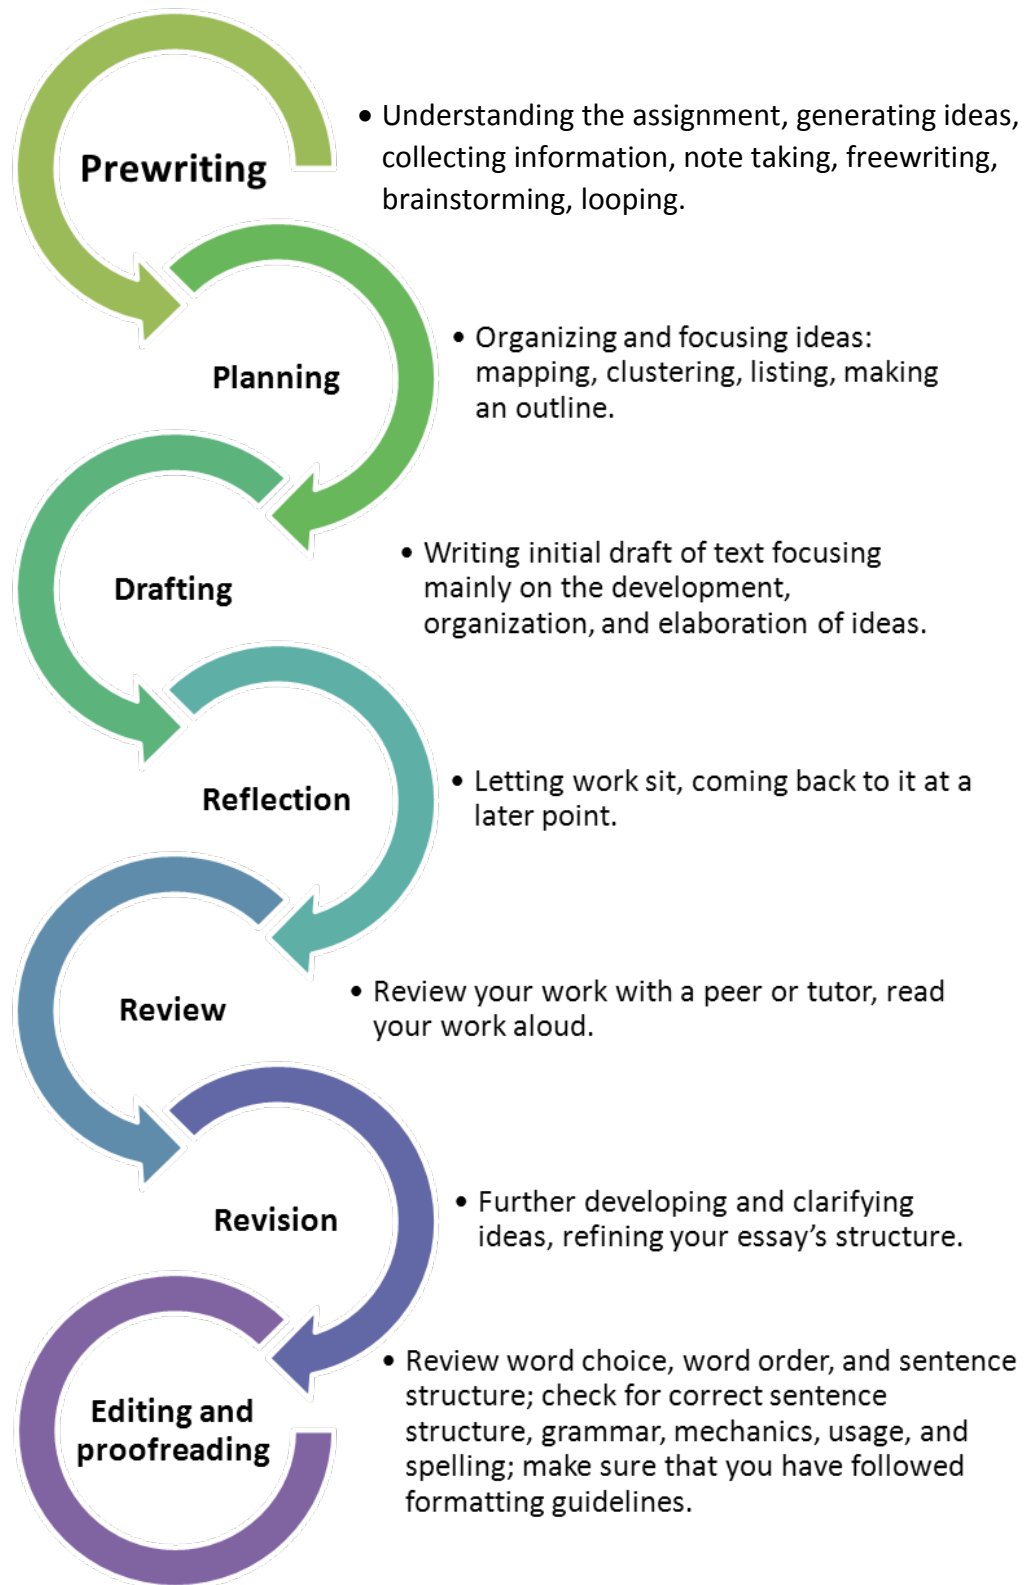 Prewriting
• Understanding the assignment, generating ideas,
collecting information, note taking, freewriting,
brainstorming, looping.
Planning
• Organizing and focusing ideas:
mapping, clustering, listing, making
an outline.
Drafting
• Writing initial draft of text focusing
mainly on the development,
organization, and elaboration of ideas.
Reflection
• Letting work sit, coming back to it at a
later point.
Review
• Review your work with a peer or tutor, read
your work aloud.
Revision
• Further developing and clarifying
ideas, refining your essay’s structure.
Editing and
proofreading
• Review word choice, word order, and sentence
structure; check for correct sentence
structure, grammar, mechanics, usage, and
spelling; make sure that you have followed
formatting guidelines.